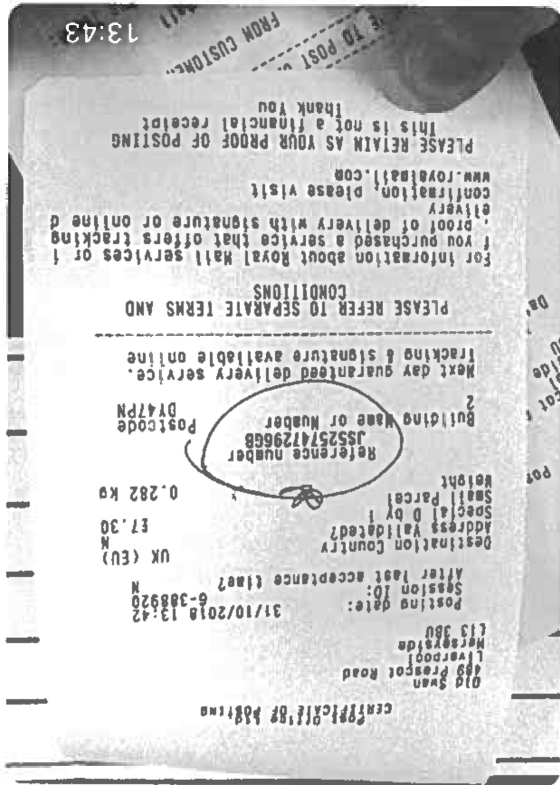 Post Office Ltd
CERTIFICATE OF POSTING
Old Swan
489 Prescot Road
Liverpool
Merseyside
L13 3BU
Posting date: 31/10/2018 13:42
Session ID: 6-388920
After last acceptance time? N
Destination Country UK (EU)
Address Validated? N
Special D by 1 £7.30
Small Parcel
Weight 0.282 kg
Reference number
JS525747296GB
Building Name or Number Postcode
2 DY47PN
Next day guaranteed delivery service.
Tracking & signature available online
PLEASE REFER TO SEPARATE TERMS AND
CONDITIONS
For information about Royal Mail services or i
f you purchased a service that offers tracking
, proof of delivery with signature or online d
elivery
confirmation, please visit
www.royalmail.com
PLEASE RETAIN AS YOUR PROOF OF POSTING
This is not a financial receipt
Thank You
FROM CUSTOME
TO POST
13:43